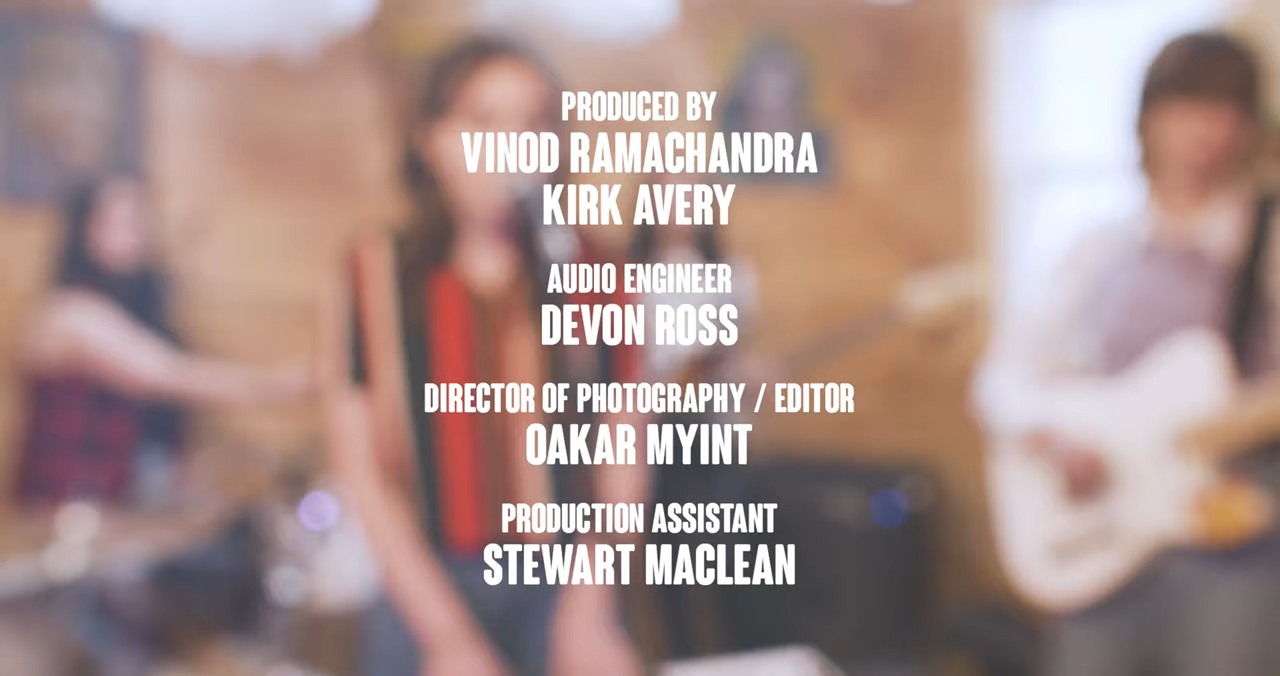 PRODUCED BY
VINOD RAMACHANDRA
KIRK AVERY
AUDIO ENGINEER
DEVON ROSS
DIRECTOR OF PHOTOGRAPHY / EDITOR
OAKAR MYINT
PRODUCTION ASSISTANT
STEWART MACLEAN